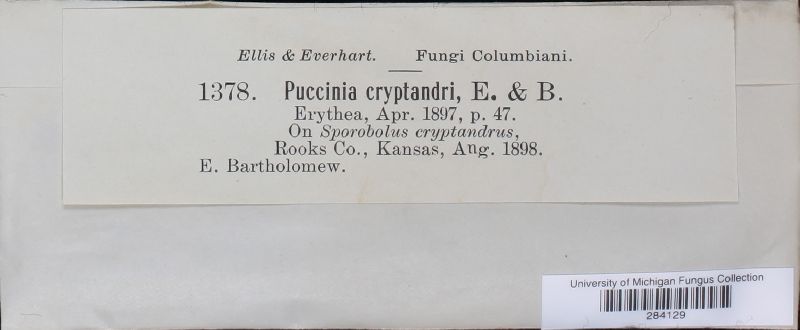 Ellis & Everhart. Fungi Columbiani.
1378. Puccinia cryptandri, E. & B.
Erythea, Apr. 1897, p. 47.
On Sporobolus cryptandrus,
Rooks Co., Kansas, Aug. 1898.
E. Bartholomew.
University of Michigan Fungus Collection
284129